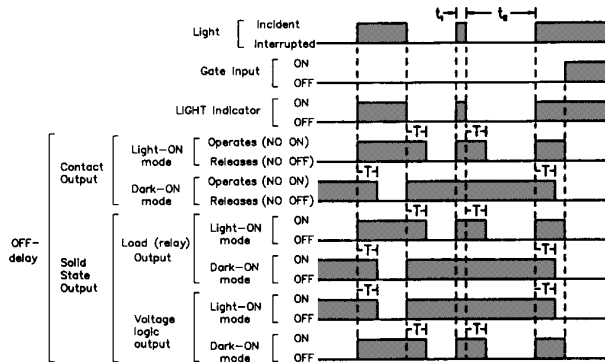 t₁ t₂
Light Incident
Interrupted
Gate Input ON
OFF
LIGHT Indicator ON
OFF
T T
OFF-delay
Contact Output
Light-ON mode Operates (NO ON)
Releases (NO OFF)
T T
Dark-ON mode Operates (NO ON)
Releases (NO OFF)
T T
Solid State Output
Load (relay) Output
Light-ON mode ON
OFF
T T
Dark-ON mode ON
OFF
T T
Voltage logic output
Light-ON mode ON
OFF
T T
Dark-ON mode ON
OFF